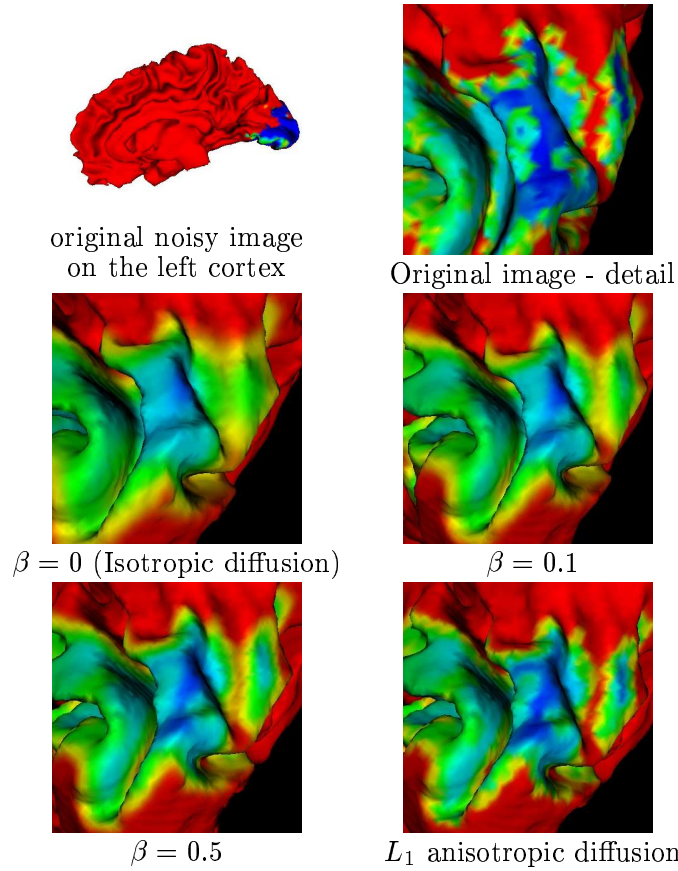 original noisy image
on the left cortex
Original image - detail
β = 0 (Isotropic diffusion)
β = 0.1
β = 0.5
L₁ anisotropic diffusion